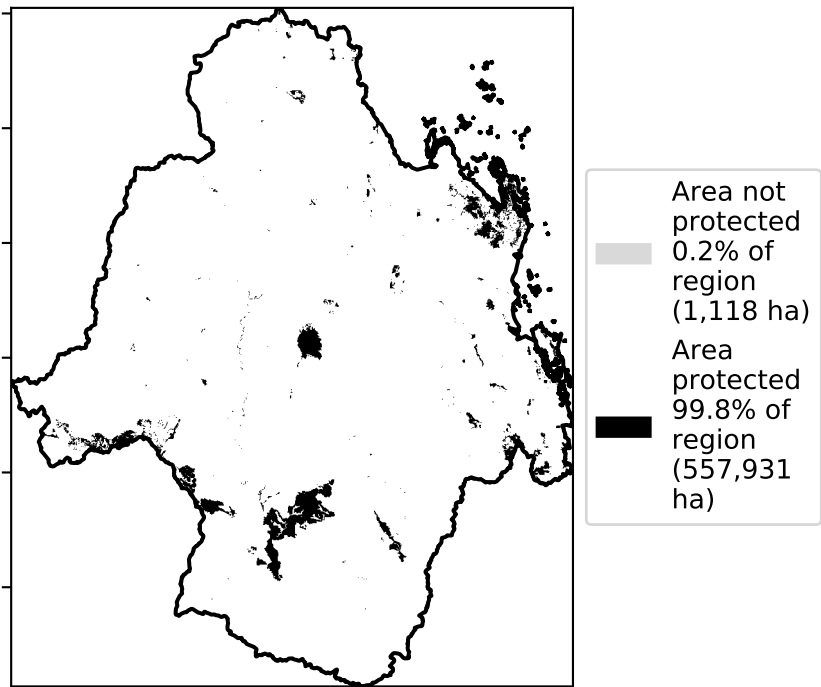 Area not
protected
0.2% of
region
(1,118 ha)
Area
protected
99.8% of
region
(557,931
ha)